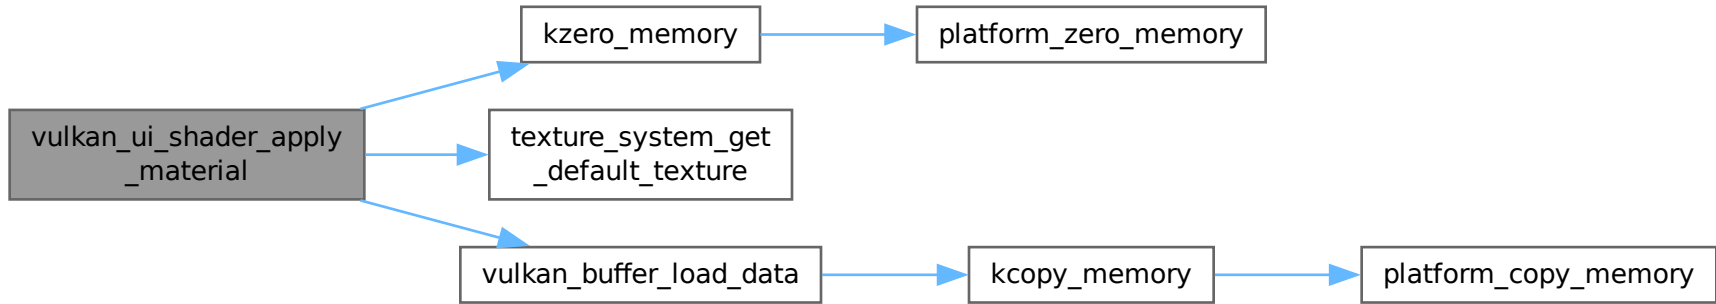 kzero_memory
platform_zero_memory
vulkan_ui_shader_apply
_material
texture_system_get
_default_texture
vulkan_buffer_load_data
kcopy_memory
platform_copy_memory